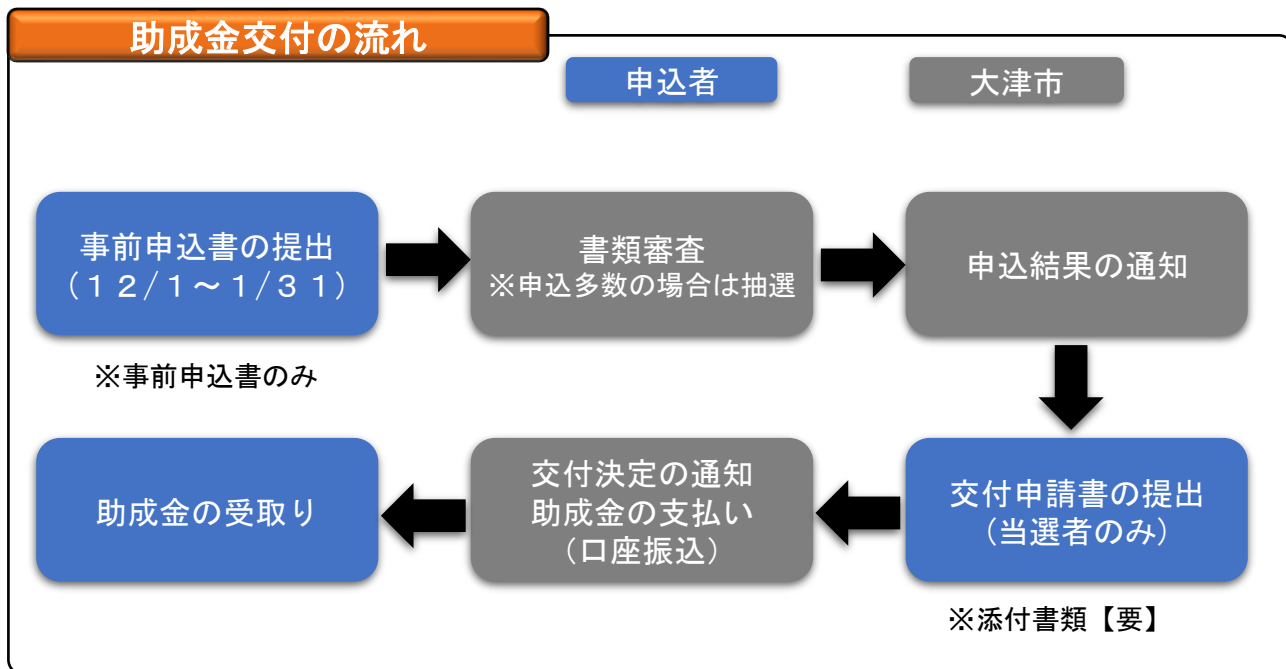 助成金交付の流れ
申込者
大津市
事前申込書の提出
（１２/１～１/３１）
※事前申込書のみ
書類審査
※申込多数の場合は抽選
申込結果の通知
交付申請書の提出
（当選者のみ）
※添付書類【要】
交付決定の通知
助成金の支払い
（口座振込）
助成金の受取り